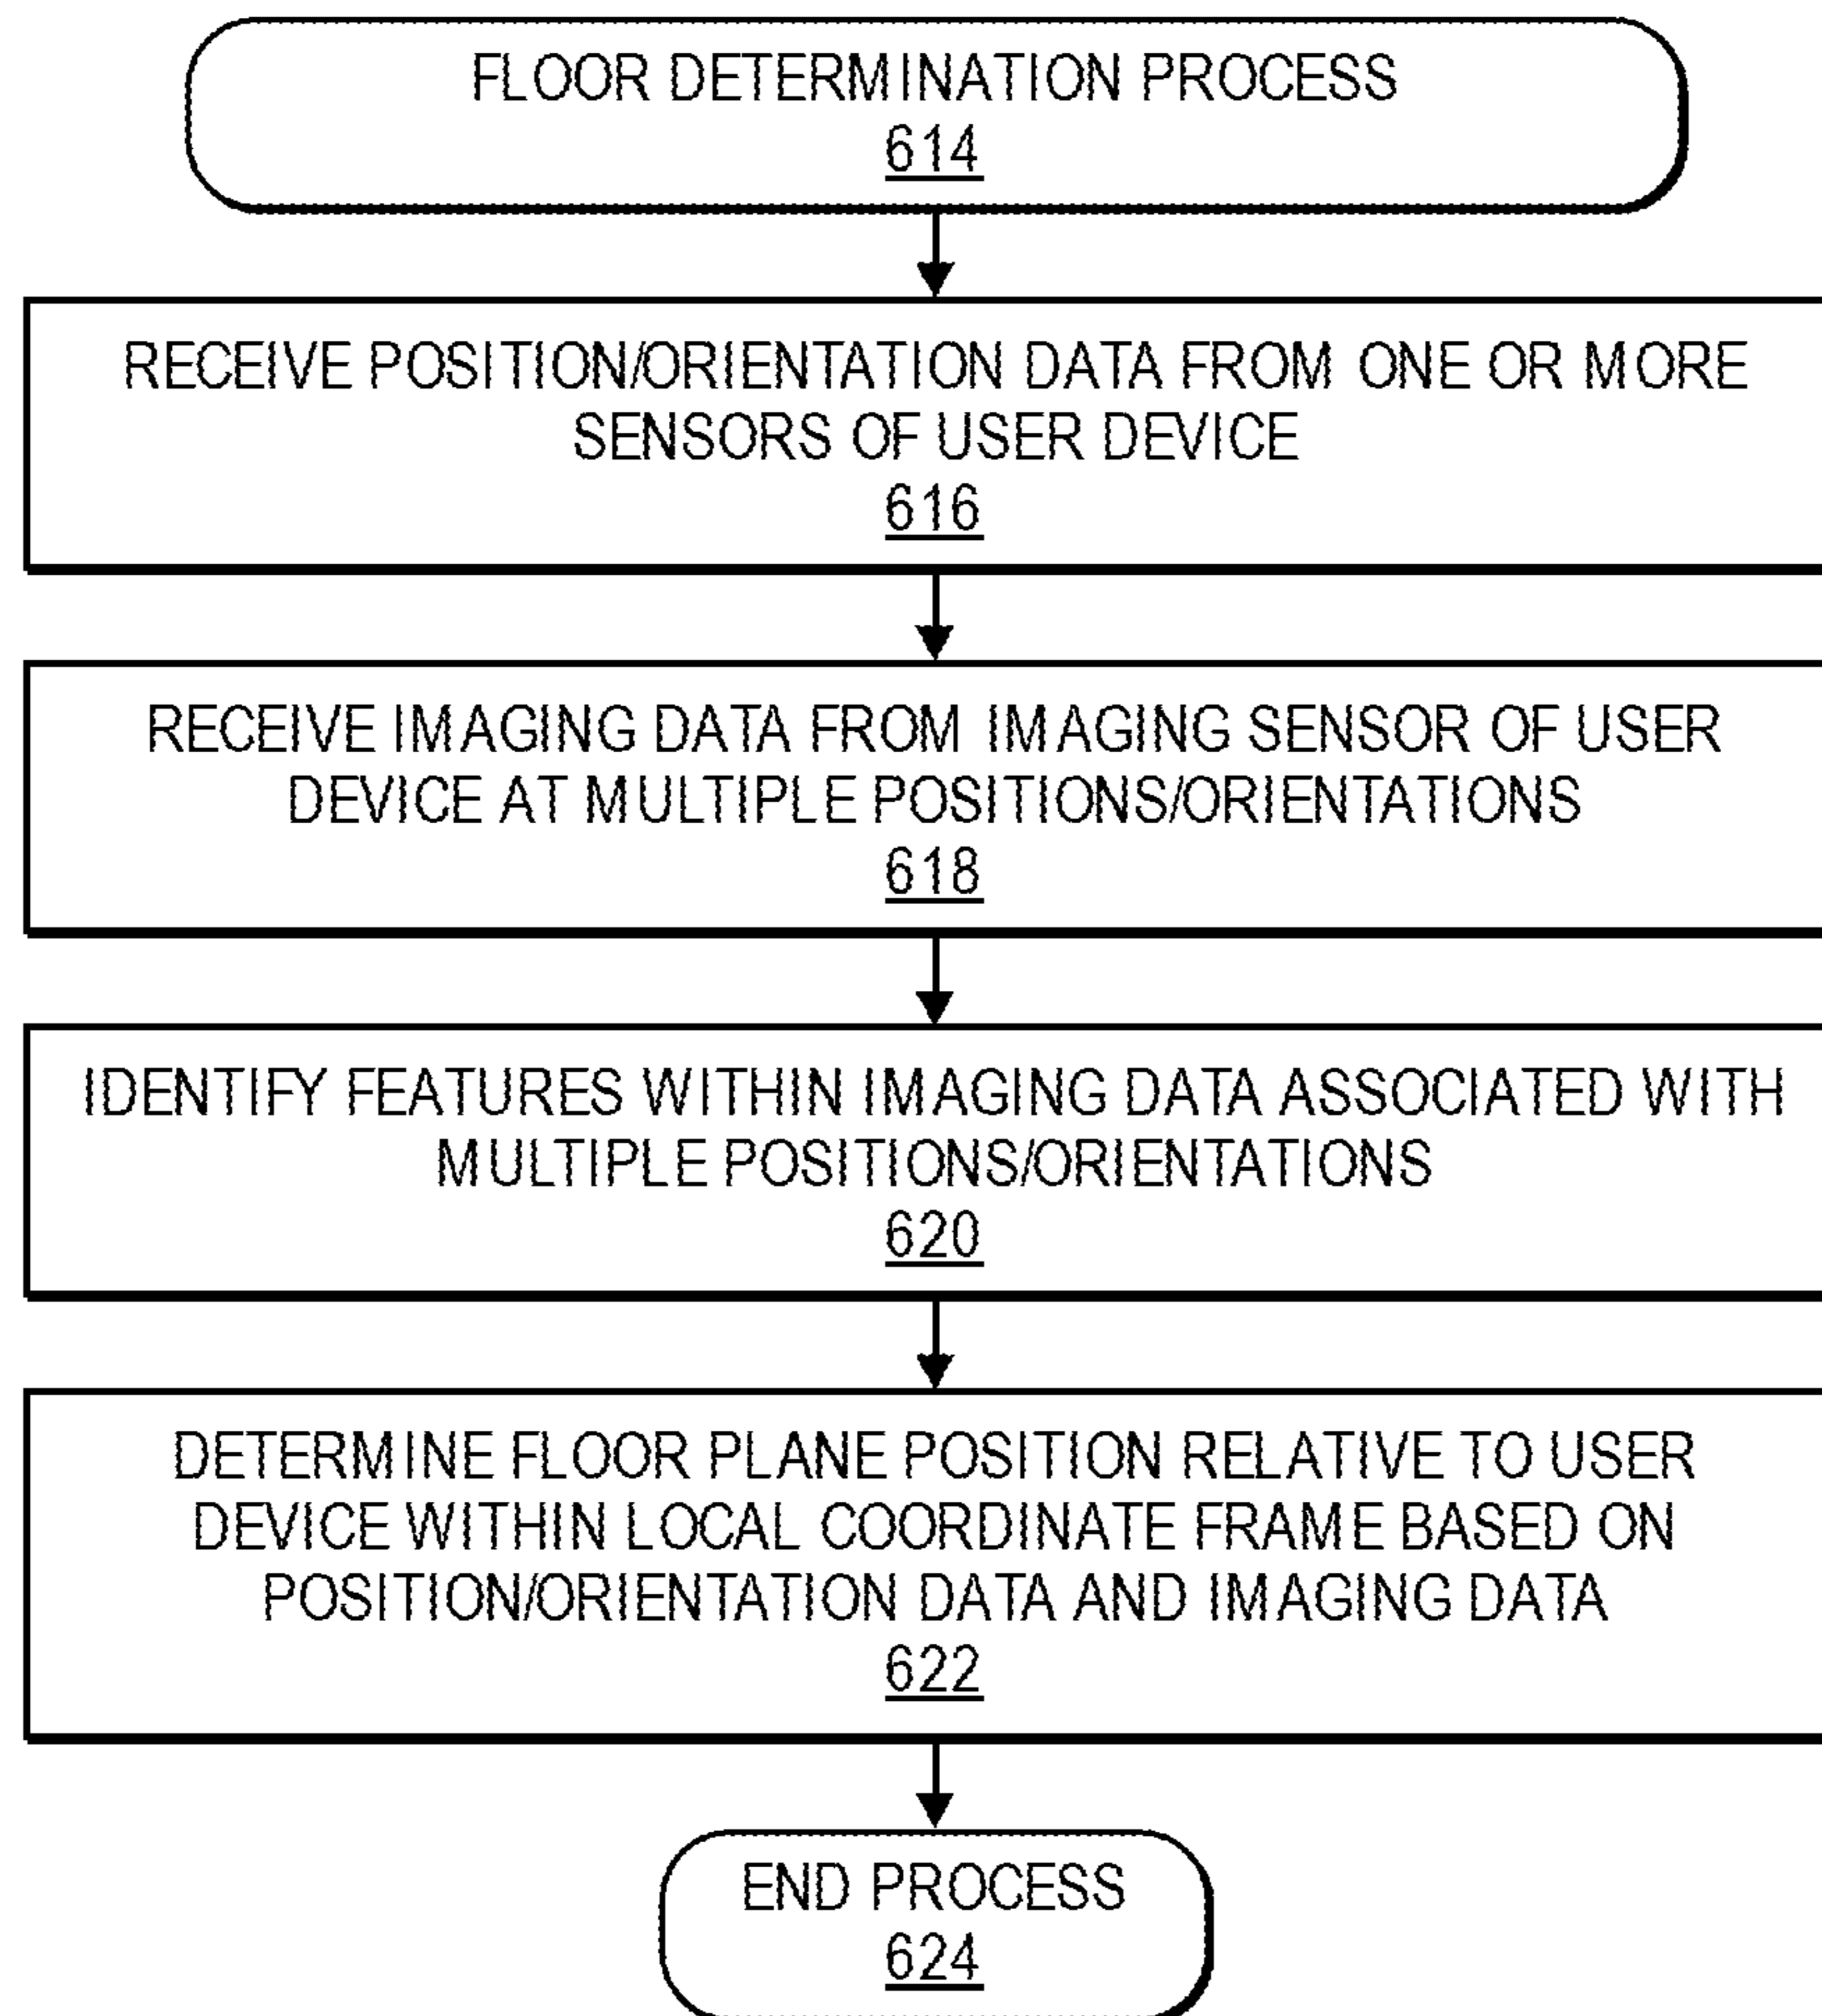 FLOOR DETERMINATION PROCESS
614
RECEIVE POSITION/ORIENTATION DATA FROM ONE OR MORE
SENSORS OF USER DEVICE
616
RECEIVE IMAGING DATA FROM IMAGING SENSOR OF USER
DEVICE AT MULTIPLE POSITIONS/ORIENTATIONS
618
IDENTIFY FEATURES WITHIN IMAGING DATA ASSOCIATED WITH
MULTIPLE POSITIONS/ORIENTATIONS
620
DETERMINE FLOOR PLANE POSITION RELATIVE TO USER
DEVICE WITHIN LOCAL COORDINATE FRAME BASED ON
POSITION/ORIENTATION DATA AND IMAGING DATA
622
END PROCESS
624